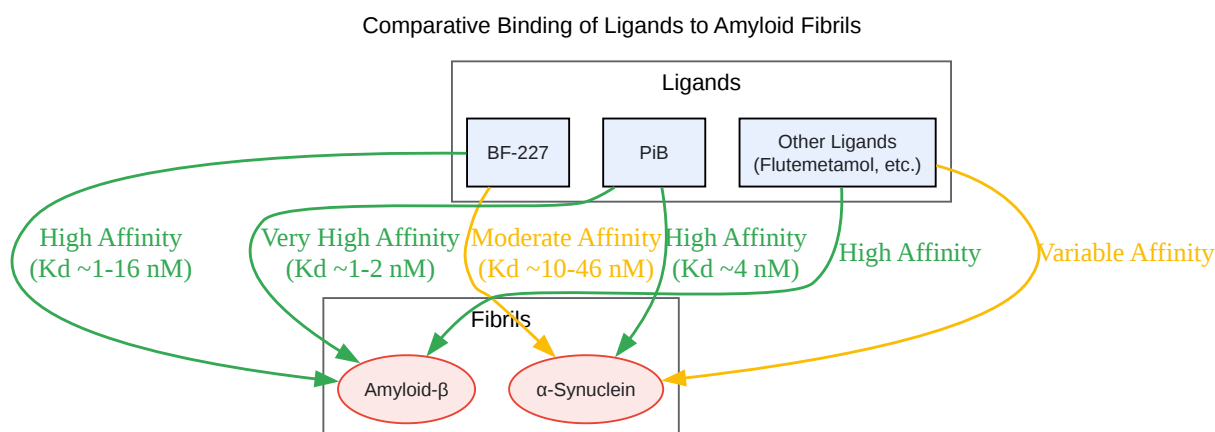 Comparative Binding of Ligands to Amyloid Fibrils
Ligands
BF-227
PiB
Other Ligands
(Flutemetamol, etc.)
High Affinity
(Kd ~1-16 nM)
Very High Affinity
(Kd ~1-2 nM)
Moderate Affinity
(Kd ~10-46 nM)
High Affinity
(Kd ~4 nM)
High Affinity
Variable Affinity
Fibrils
Amyloid-β
α-Synuclein